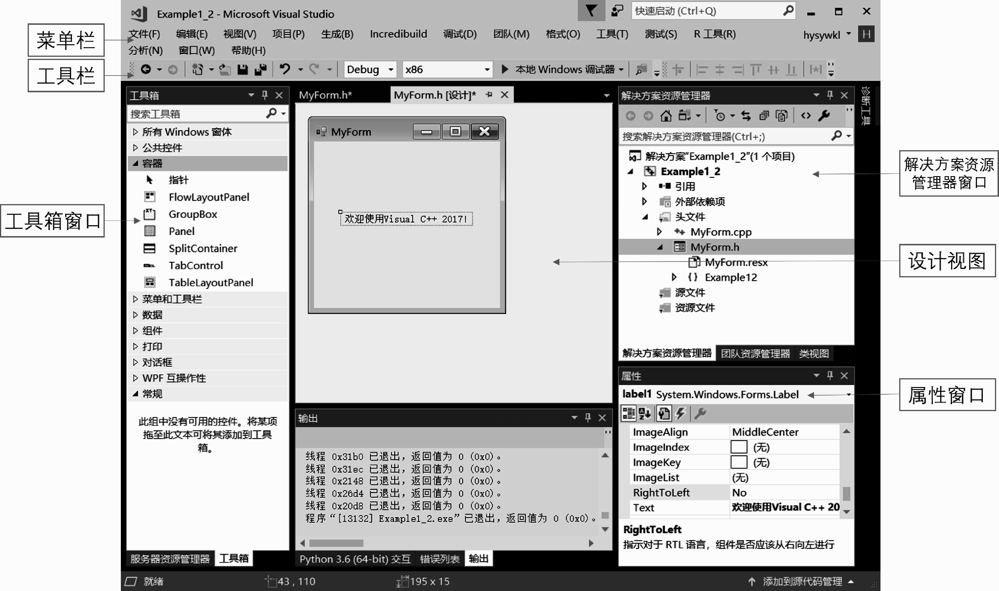 Example1_2 - Microsoft Visual Studio
快速启动 (Ctrl+Q)
菜单栏
文件(F) 编辑(E) 视图(V) 项目(P) 生成(B) Incredibuild 调试(D) 团队(M) 格式(O) 工具(T) 测试(S) R 工具(R)
hysywkl
H
分析(N) 窗口(W) 帮助(H)
工具栏
Debug
x86
本地 Windows 调试器
工具箱
搜索工具箱
所有 Windows 窗体
公共控件
容器
指针
FlowLayoutPanel
GroupBox
Panel
SplitContainer
TabControl
TableLayoutPanel
菜单和工具栏
数据
组件
打印
对话框
WPF 互操作性
常规
此组中没有可用的控件。将某项
拖至此文本可将其添加到工具
箱。
服务器资源管理器 工具箱
工具箱窗口
MyForm.h*
MyForm.h [设计]*
MyForm
欢迎使用Visual C++ 2017!
输出
线程 0x31b0 已退出，返回值为 0 (0x0)。
线程 0x31ec 已退出，返回值为 0 (0x0)。
线程 0x2148 已退出，返回值为 0 (0x0)。
线程 0x26d4 已退出，返回值为 0 (0x0)。
线程 0x20d8 已退出，返回值为 0 (0x0)。
程序“[13132] Example1_2.exe”已退出，返回值为 0 (0x0)。
Python 3.6 (64-bit) 交互 错误列表 输出
解决方案资源管理器
搜索解决方案资源管理器(Ctrl+;)
解决方案"Example1_2"(1 个项目)
Example1_2
引用
外部依赖项
头文件
MyForm.cpp
MyForm.h
MyForm.resx
Example12
源文件
资源文件
解决方案资源管理器 团队资源管理器 类视图
诊断工具
解决方案资源
管理器窗口
设计视图
属性
label1 System.Windows.Forms.Label
属性窗口
ImageAlign MiddleCenter
ImageIndex (无)
ImageKey (无)
ImageList (无)
RightToLeft No
Text 欢迎使用Visual C++ 20
RightToLeft
指示对于 RTL 语言，组件是否应该从右向左进行
就绪
43 , 110
195 x 15
添加到源代码管理